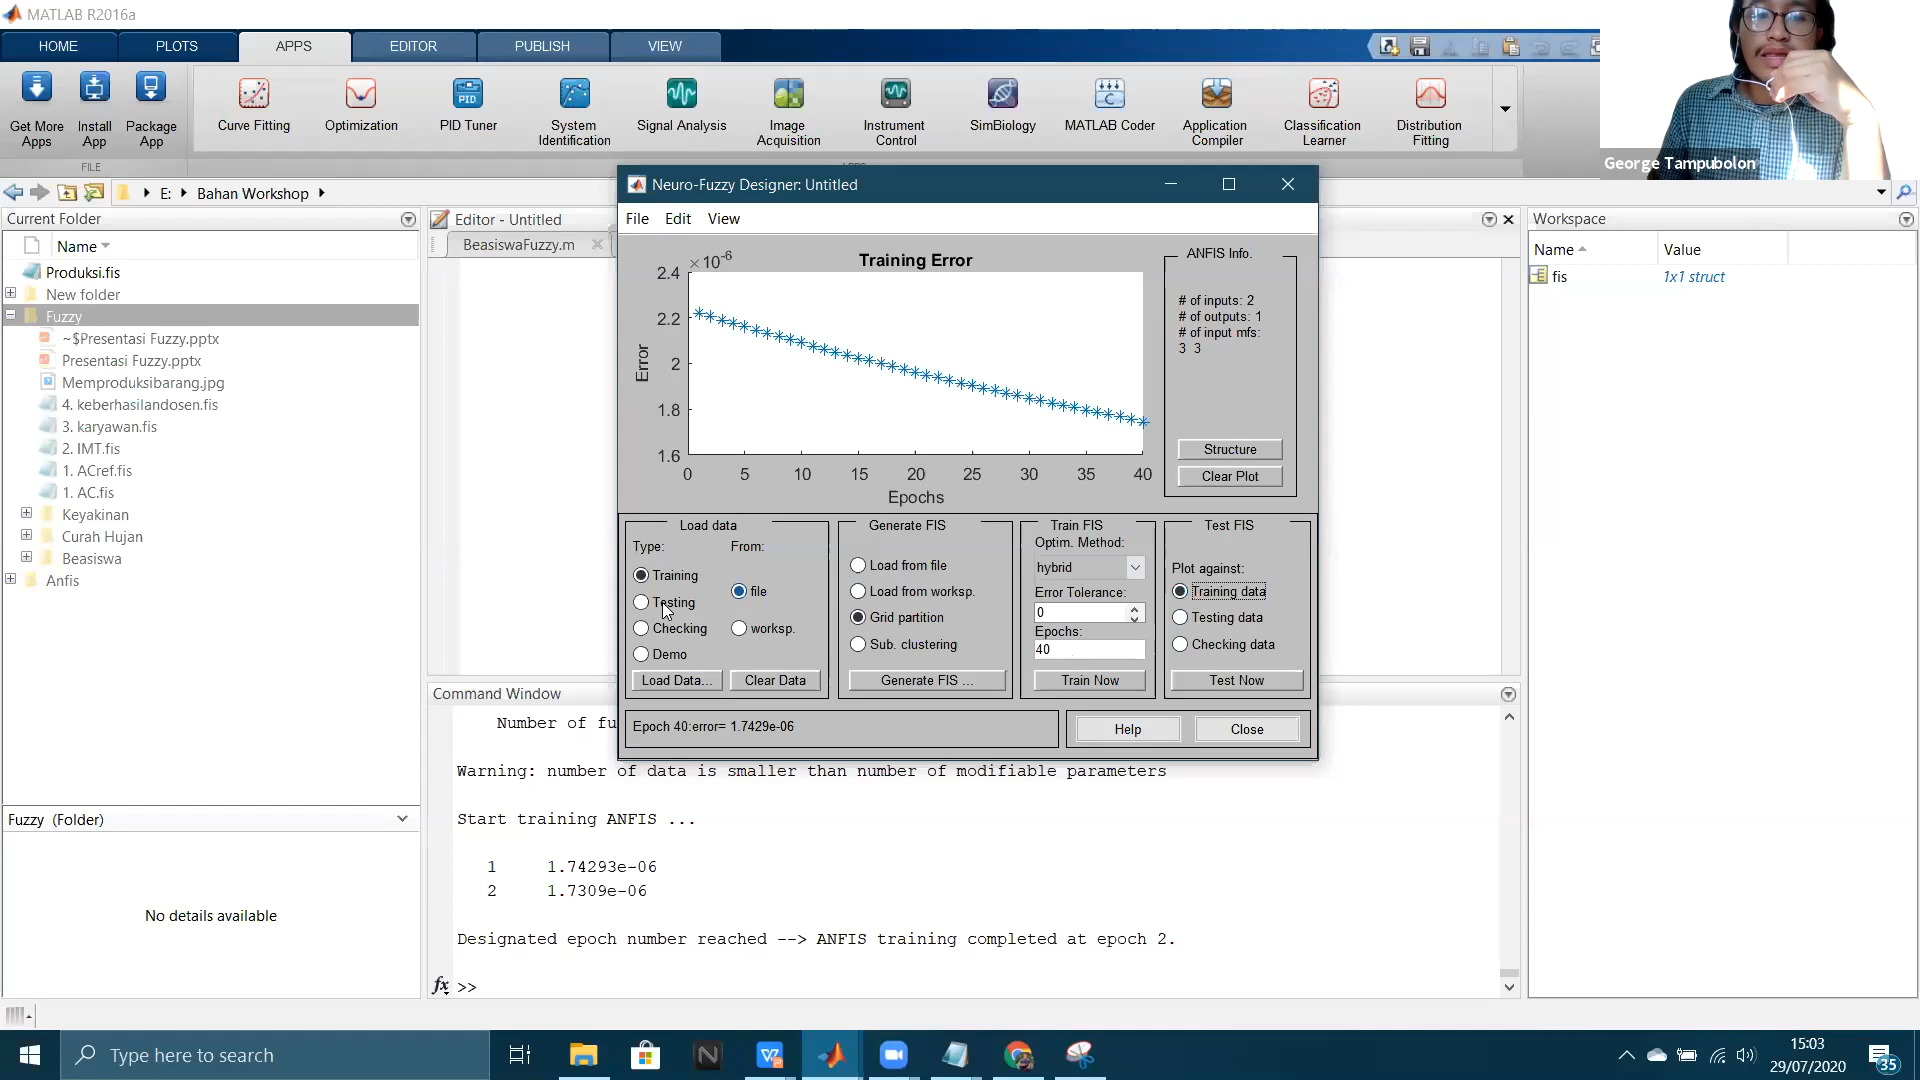 MATLAB R2016a
HOME
PLOTS
APPS
EDITOR
PUBLISH
VIEW
Get More Apps
Install App
Package App
Curve Fitting
Optimization
PID Tuner
System Identification
Signal Analysis
Image Acquisition
Instrument Control
SimBiology
MATLAB Coder
Application Compiler
Classification Learner
Distribution Fitting
FILE
George Tampubolon
E:
Bahan Workshop
Current Folder
Name
Produksi.fis
New folder
Fuzzy
~$Presentasi Fuzzy.pptx
Presentasi Fuzzy.pptx
Memproduksibarang.jpg
4. keberhasilandosen.fis
3. karyawan.fis
2. IMT.fis
1. ACref.fis
1. AC.fis
Keyakinan
Curah Hujan
Beasiswa
Anfis
Fuzzy (Folder)
No details available
Editor - Untitled
BeasiswaFuzzy.m
Neuro-Fuzzy Designer: Untitled
File Edit View
Training Error
×10-6
2.4
2.2
2
1.8
1.6
Error
0 5 10 15 20 25 30 35 40
Epochs
ANFIS Info.
# of inputs: 2
# of outputs: 1
# of input mfs:
3 3
Structure
Clear Plot
Load data
Type:
From:
Training
Testing
Checking
Demo
file
worksp.
Load Data...
Clear Data
Generate FIS
Load from file
Load from worksp.
Grid partition
Sub. clustering
Generate FIS ...
Train FIS
Optim. Method:
hybrid
Error Tolerance:
0
Epochs:
40
Train Now
Test FIS
Plot against:
Training data
Testing data
Checking data
Test Now
Epoch 40:error= 1.7429e-06
Help
Close
Workspace
Name
Value
fis
1x1 struct
Command Window
Number of fu
Warning: number of data is smaller than number of modifiable parameters
Start training ANFIS ...
1 1.74293e-06
2 1.7309e-06
Designated epoch number reached --> ANFIS training completed at epoch 2.
fx >>
Type here to search
15:03
29/07/2020
35